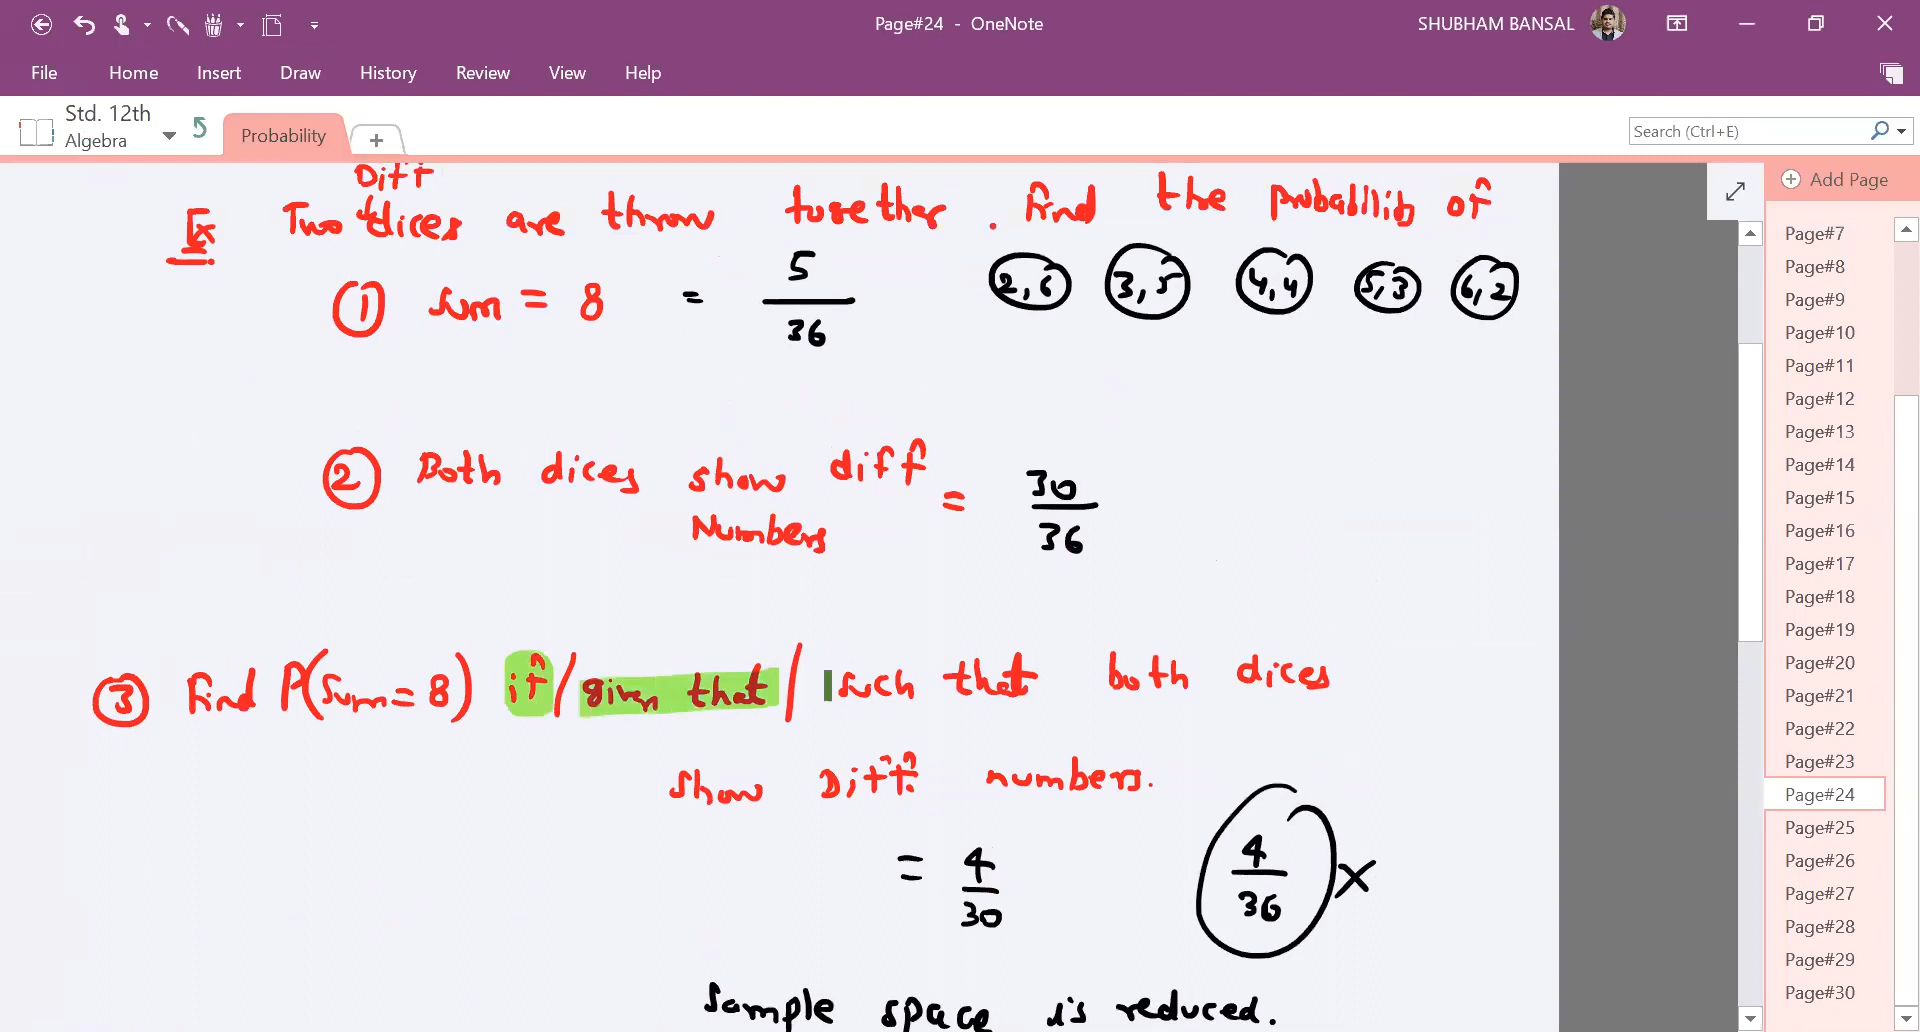 Page#24 - OneNote
SHUBHAM BANSAL
File Home Insert Draw History Review View Help
Std. 12th
Algebra
Probability
Search (Ctrl+E)
Add Page
Diff
Ex Two dices are throw together. Find the probability of
① sum = 8 = 5/36 2,6 3,5 4,4 5,3 6,2
② Both dices show diff
Numbers = 30/36
③ Find P(sum = 8) if / given that / such that both dices
show Diff. numbers.
= 4/30 4/36 ×
Sample space is reduced.
Page#7
Page#8
Page#9
Page#10
Page#11
Page#12
Page#13
Page#14
Page#15
Page#16
Page#17
Page#18
Page#19
Page#20
Page#21
Page#22
Page#23
Page#24
Page#25
Page#26
Page#27
Page#28
Page#29
Page#30